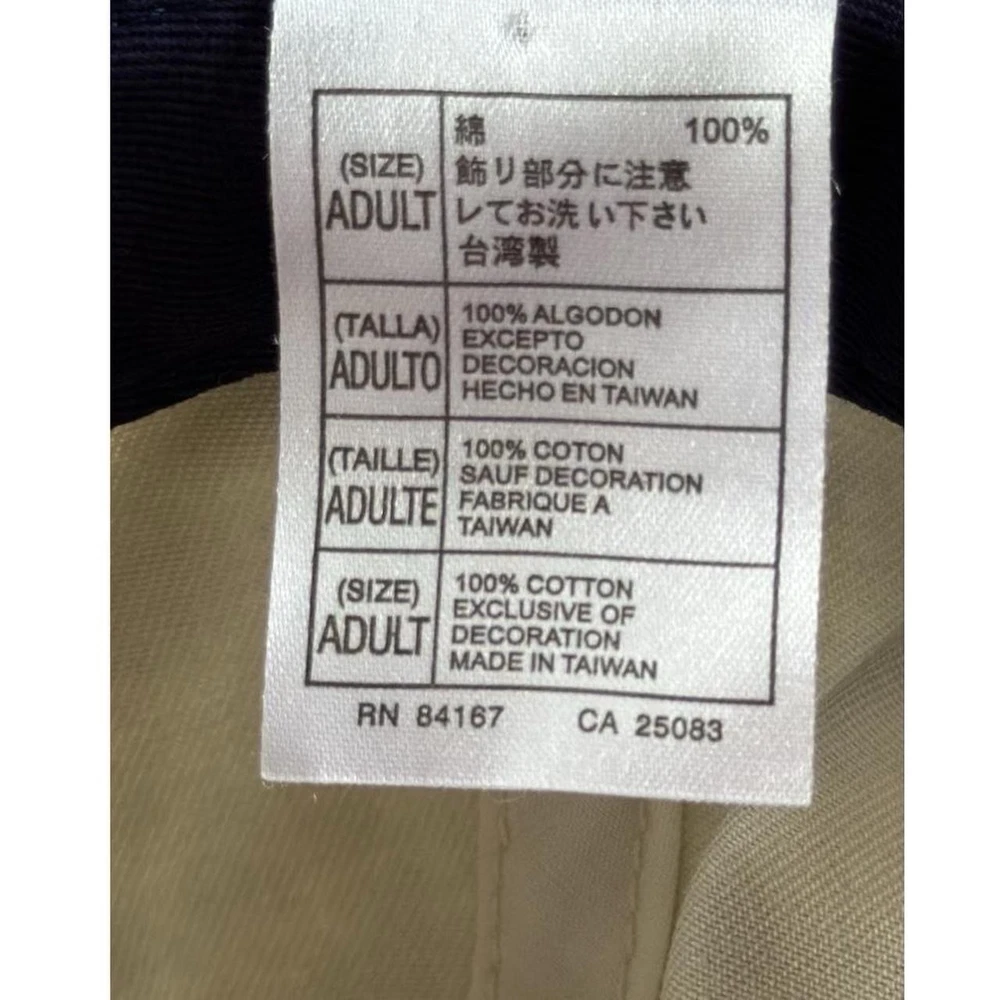 (SIZE)
ADULT
綿 100%
飾リ部分に注意
レてお洗い下さい
台湾製
(TALLA)
ADULTO
100% ALGODON
EXCEPTO
DECORACION
HECHO EN TAIWAN
(TAILLE)
ADULTE
100% COTON
SAUF DECORATION
FABRIQUE A
TAIWAN
(SIZE)
ADULT
100% COTTON
EXCLUSIVE OF
DECORATION
MADE IN TAIWAN
RN 84167 CA 25083